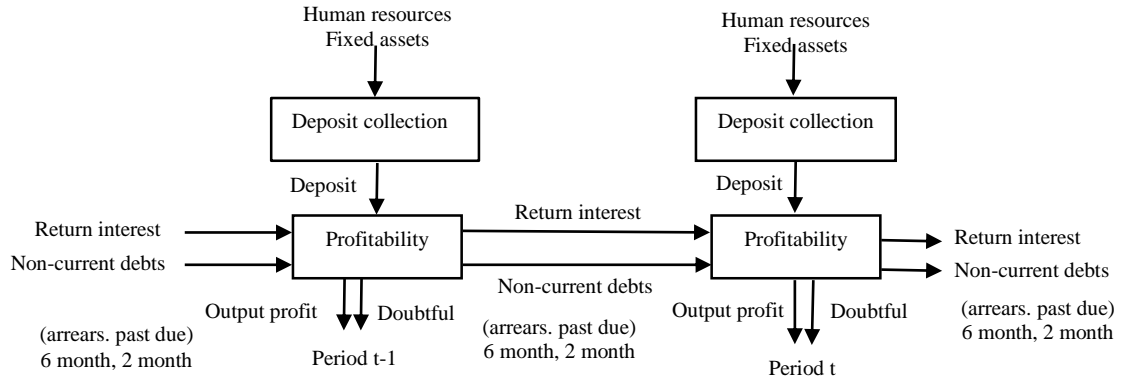 Human resources
Fixed assets
Human resources
Fixed assets
Deposit collection
Deposit collection
Deposit
Deposit
Return interest
Profitability
Return interest
Profitability
Return interest
Non-current debts
Non-current debts
Non-current debts
Output profit
Doubtful
Output profit
Doubtful
(arrears. past due)
6 month, 2 month
(arrears. past due)
6 month, 2 month
(arrears. past due)
6 month, 2 month
Period t-1
Period t